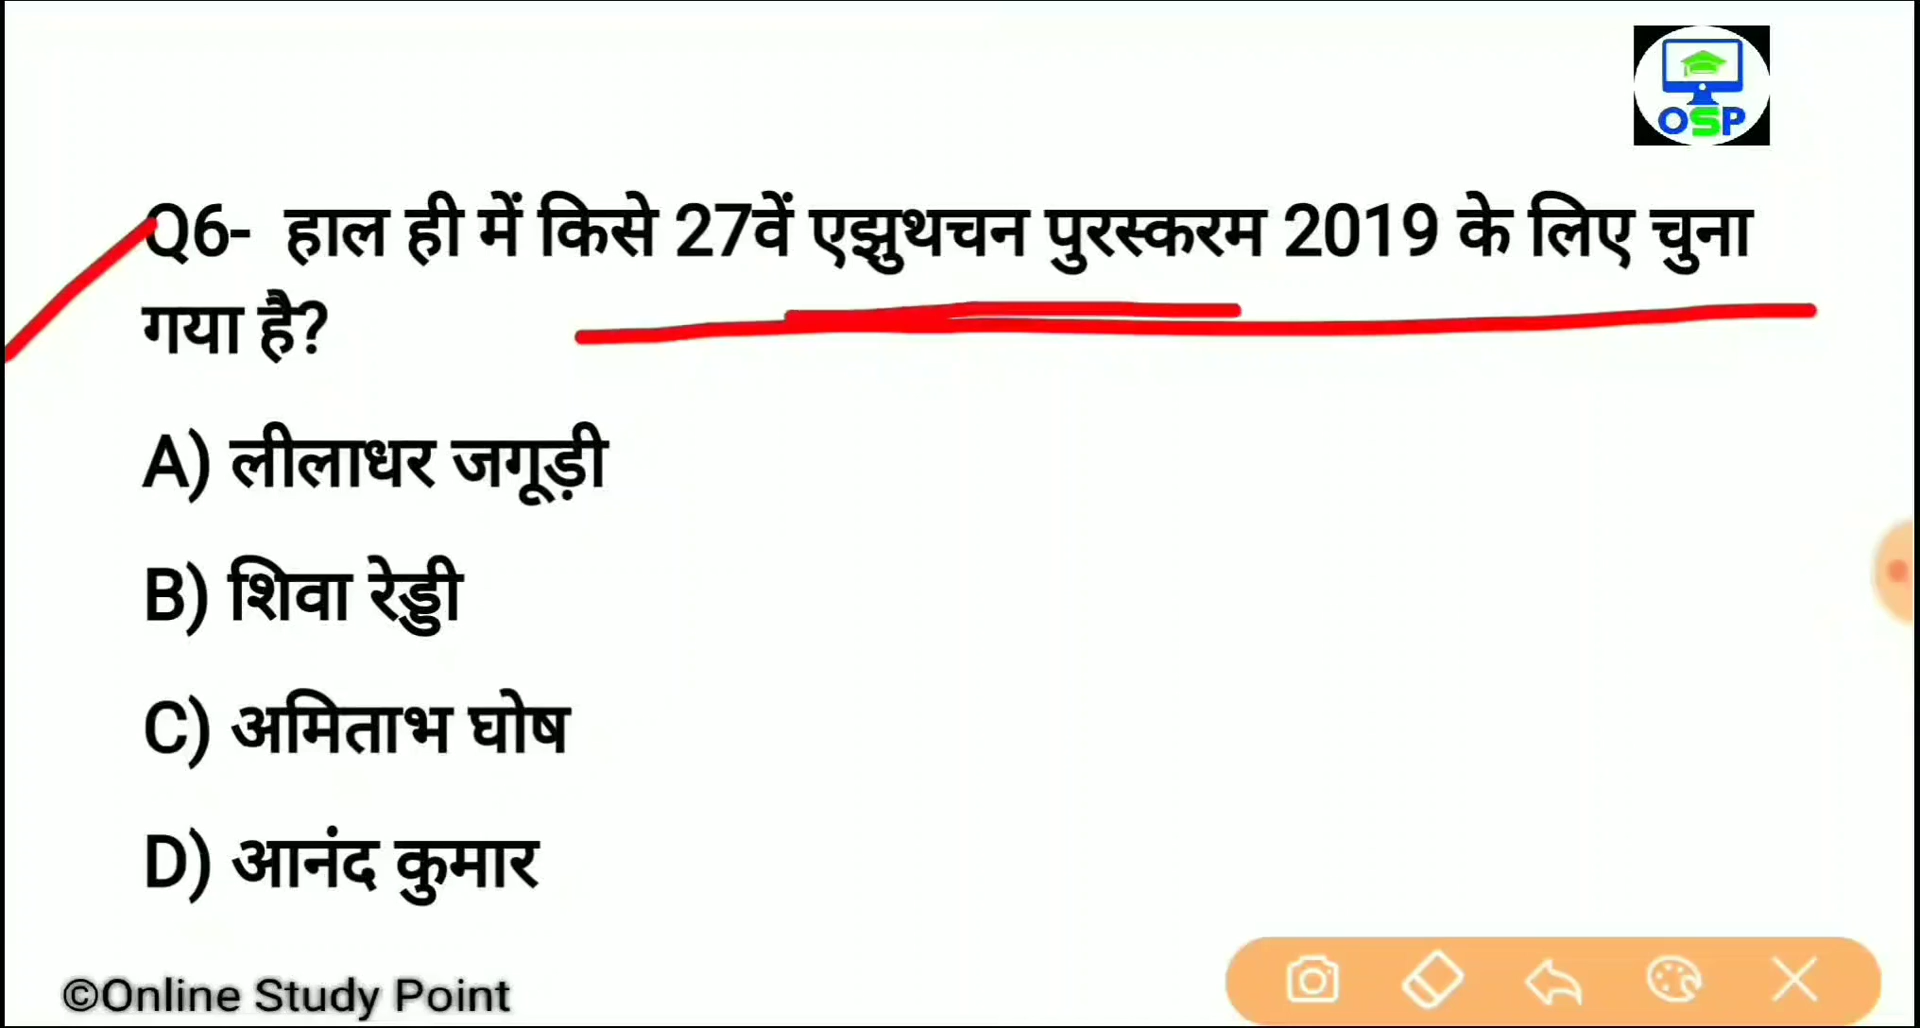 OSP
Q6- हाल ही में किसे 27वें एझुथचन पुरस्करम 2019 के लिए चुना
गया है?
A) लीलाधर जगूड़ी
B) शिवा रेड्डी
C) अमिताभ घोष
D) आनंद कुमार
©Online Study Point